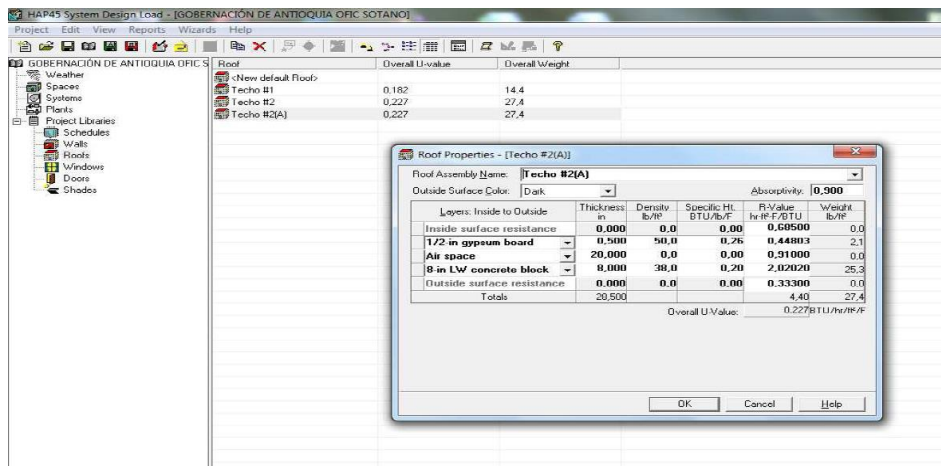 HAP45 System Design Load - [GOBERNACIÓN DE ANTIOQUIA OFIC SOTANO]
Project Edit View Reports Wizards Help
GOBERNACIÓN DE ANTIOQUIA OFIC S
Weather
Spaces
Systems
Plants
Project Libraries
Schedules
Walls
Roofs
Windows
Doors
Shades
Roof Overall U-value Overall Weight
<New default Roof>
Techo #1 0,182 14,4
Techo #2 0,227 27,4
Techo #2(A) 0,227 27,4
Roof Properties - [Techo #2(A)]
Roof Assembly Name: Techo #2(A)
Outside Surface Color: Dark Absorptivity: 0,900
Layers: Inside to Outside Thickness in Density lb/ft³ Specific Ht. BTU/lb/F R-Value hr-ft²-F/BTU Weight lb/ft²
Inside surface resistance 0,000 0,0 0,00 0,68500 0,0
1/2-in gypsum board 0,500 50,0 0,26 0,44803 2,1
Air space 20,000 0,0 0,00 0,91000 0,0
8-in LW concrete block 8,000 38,0 0,20 2,02020 25,3
Outside surface resistance 0,000 0,0 0,00 0,33300 0,0
Totals 28,500 4,40 27,4
Overall U-Value: 0.227 BTU/hr/ft²/F
OK Cancel Help